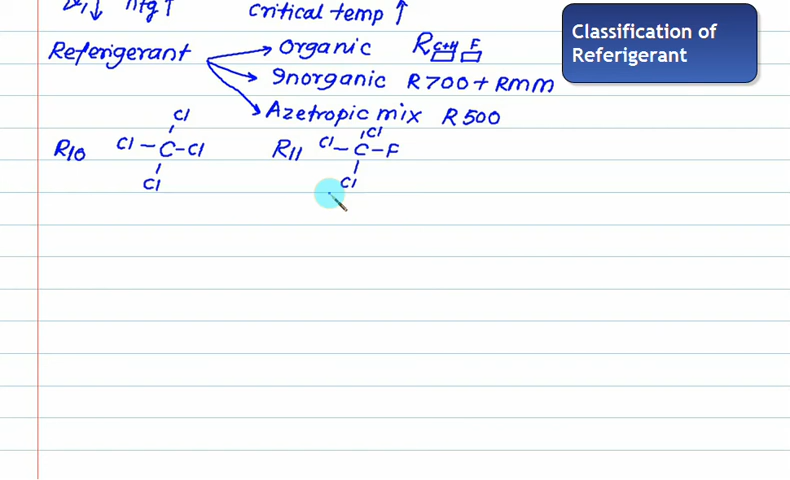 critical temp ↑
Classification of
Referigerant
Referigerant
Organic R C+H F
Inorganic R700 + Rmm
Azetropic mix R500
R10
Cl
Cl - C - Cl
Cl
R11
Cl
Cl - C - F
Cl